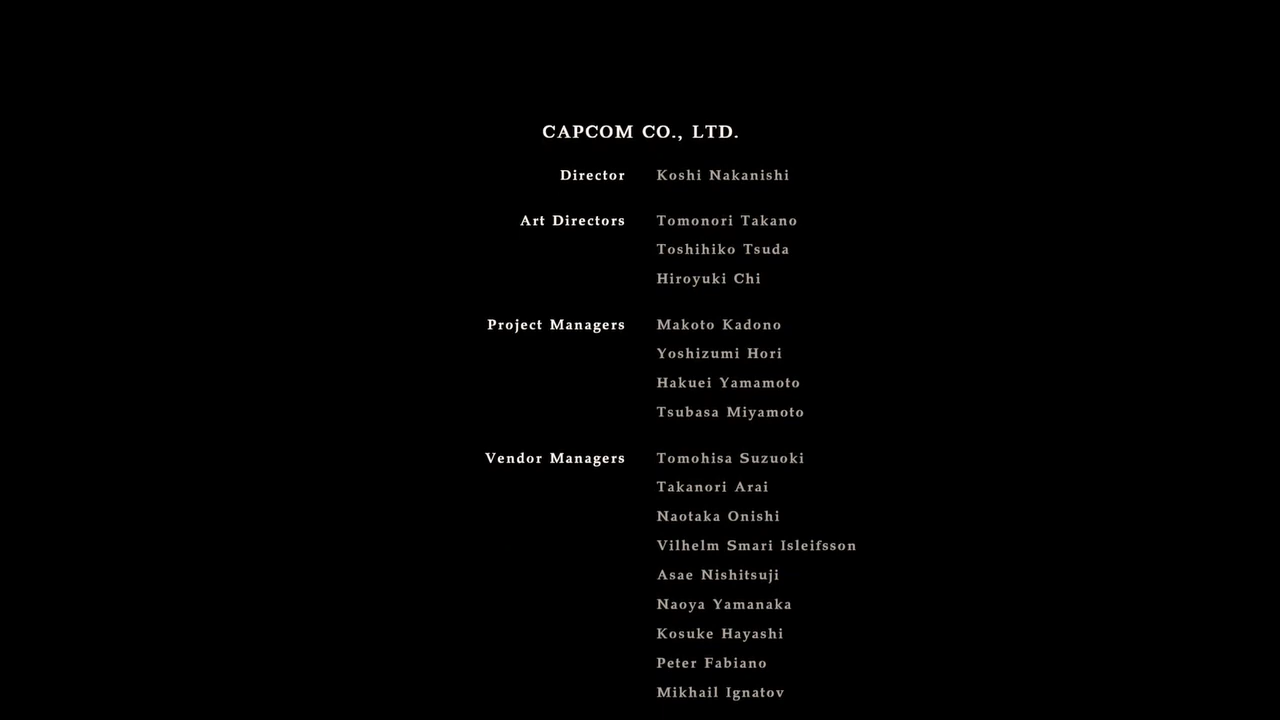 CAPCOM CO., LTD.
Director Koshi Nakanishi
Art Directors Tomonori Takano
Toshihiko Tsuda
Hiroyuki Chi
Project Managers Makoto Kadono
Yoshizumi Hori
Hakuei Yamamoto
Tsubasa Miyamoto
Vendor Managers Tomohisa Suzuoki
Takanori Arai
Naotaka Onishi
Vilhelm Smari Isleifsson
Asae Nishitsuji
Naoya Yamanaka
Kosuke Hayashi
Peter Fabiano
Mikhail Ignatov